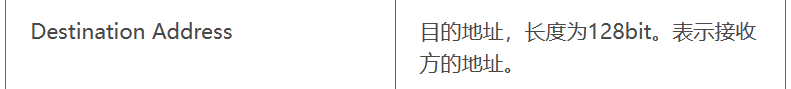 Destination Address
目的地址，长度为128bit。表示接收
方的地址。